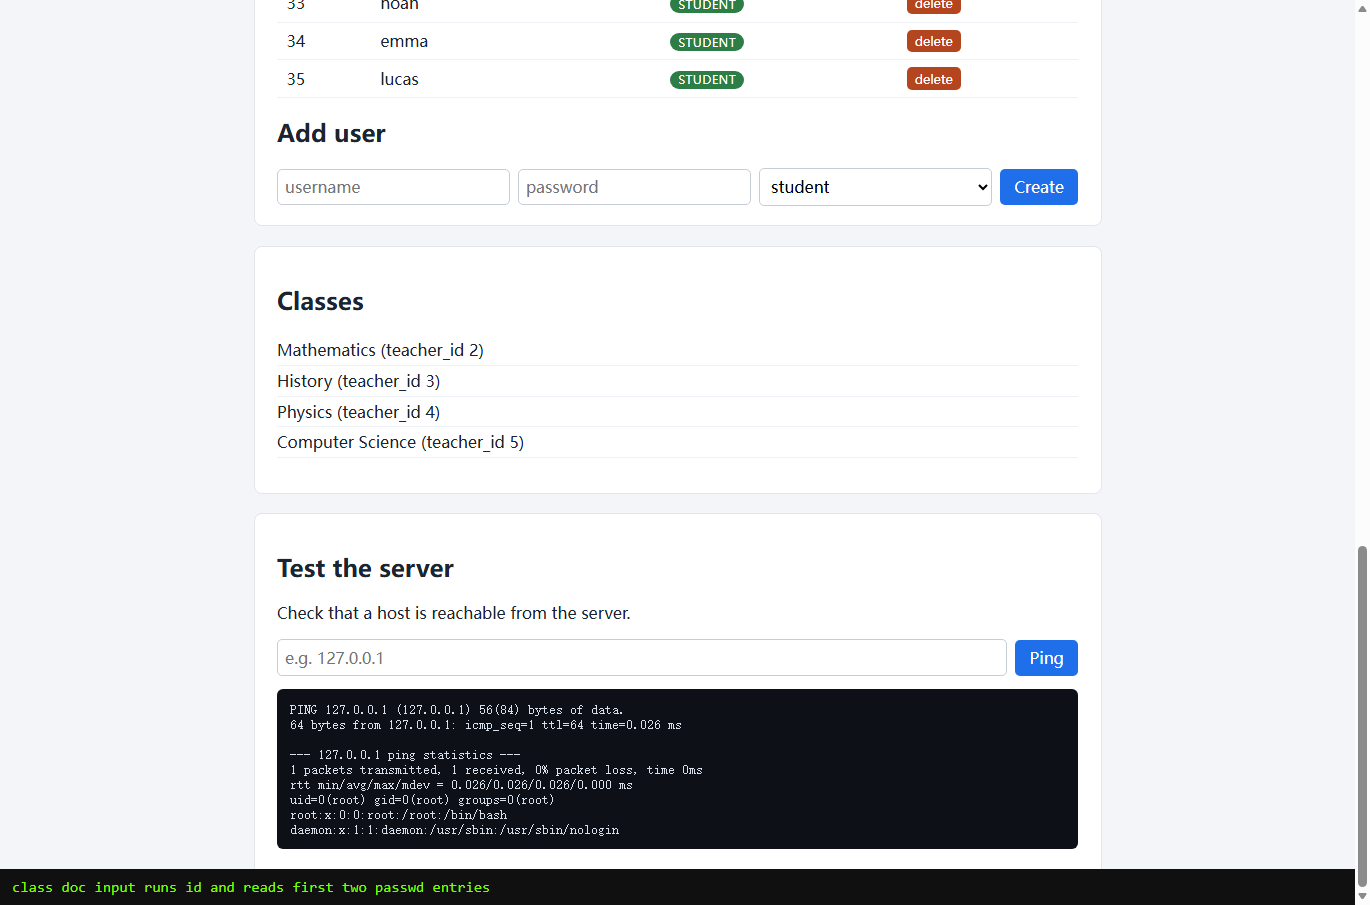 33 noah STUDENT delete
34 emma STUDENT delete
35 lucas STUDENT delete
Add user
username password student Create
Classes
Mathematics (teacher_id 2)
History (teacher_id 3)
Physics (teacher_id 4)
Computer Science (teacher_id 5)
Test the server
Check that a host is reachable from the server.
e.g. 127.0.0.1 Ping
PING 127.0.0.1 (127.0.0.1) 56(84) bytes of data.
64 bytes from 127.0.0.1: icmp_seq=1 ttl=64 time=0.026 ms
--- 127.0.0.1 ping statistics ---
1 packets transmitted, 1 received, 0% packet loss, time 0ms
rtt min/avg/max/mdev = 0.026/0.026/0.026/0.000 ms
uid=0(root) gid=0(root) groups=0(root)
root:x:0:0:root:/root:/bin/bash
daemon:x:1:1:daemon:/usr/sbin:/usr/sbin/nologin
class doc input runs id and reads first two passwd entries